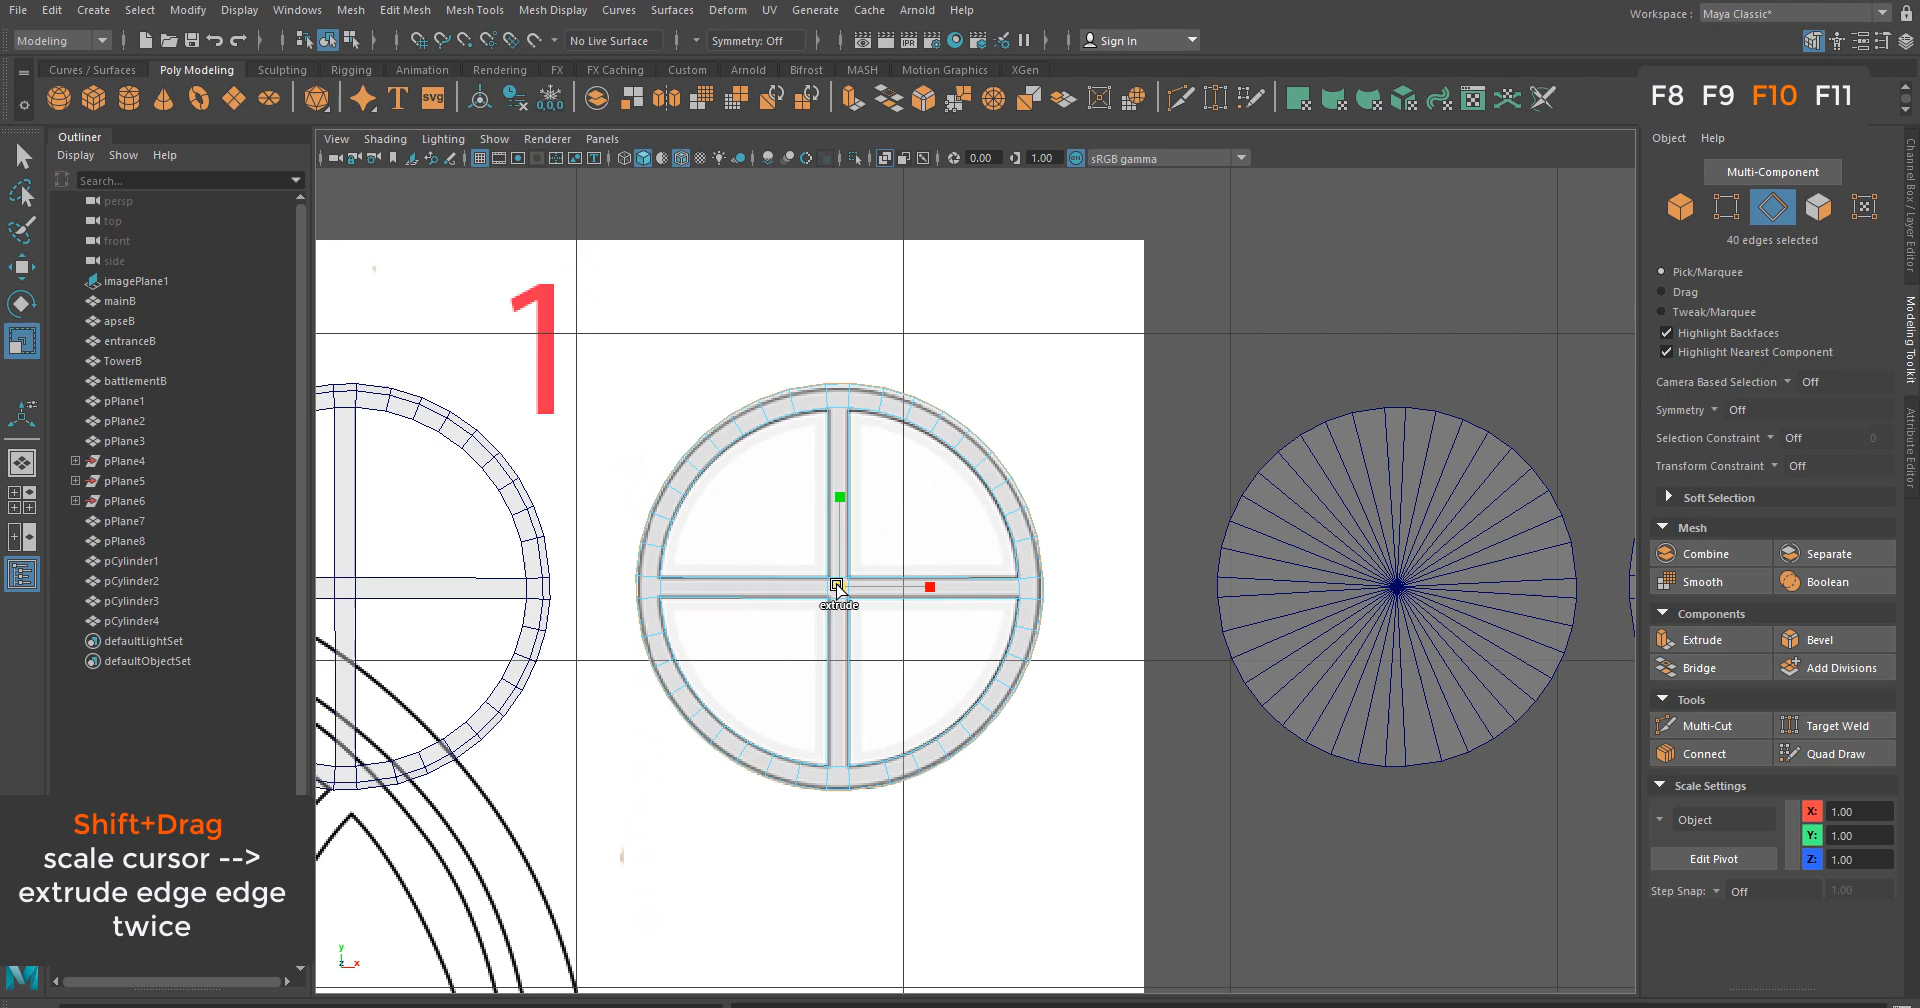 File Edit Create Select Modify Display Windows Mesh Edit Mesh Mesh Tools Mesh Display Curves Surfaces Deform UV Generate Cache Arnold Help
Workspace : Maya Classic*
Modeling
No Live Surface
Symmetry: Off
Sign In
Curves / Surfaces Poly Modeling Sculpting Rigging Animation Rendering FX FX Caching Custom Arnold Bifrost MASH Motion Graphics XGen
T SVG 0,0,0
F8 F9 F10 F11
Outliner
Display Show Help
Search...
persp
top
front
side
imagePlane1
mainB
apseB
entranceB
TowerB
battlementB
pPlane1
pPlane2
pPlane3
pPlane4
pPlane5
pPlane6
pPlane7
pPlane8
pCylinder1
pCylinder2
pCylinder3
pCylinder4
defaultLightSet
defaultObjectSet
Shift+Drag
scale cursor -->
extrude edge edge
twice
View Shading Lighting Show Renderer Panels
0.00 1.00 ON sRGB gamma
1
extrude
y
z x
Object Help
Multi-Component
40 edges selected
Pick/Marquee
Drag
Tweak/Marquee
Highlight Backfaces
Highlight Nearest Component
Camera Based Selection Off
Symmetry Off
Selection Constraint Off 0
Transform Constraint Off
Soft Selection
Mesh
Combine Separate
Smooth Boolean
Components
Extrude Bevel
Bridge Add Divisions
Tools
Multi-Cut Target Weld
Connect Quad Draw
Scale Settings
Object X: 1.00
Y: 1.00
Edit Pivot Z: 1.00
Step Snap: Off 1.00
Channel Box / Layer Editor
Modeling Toolkit
Attribute Editor
M